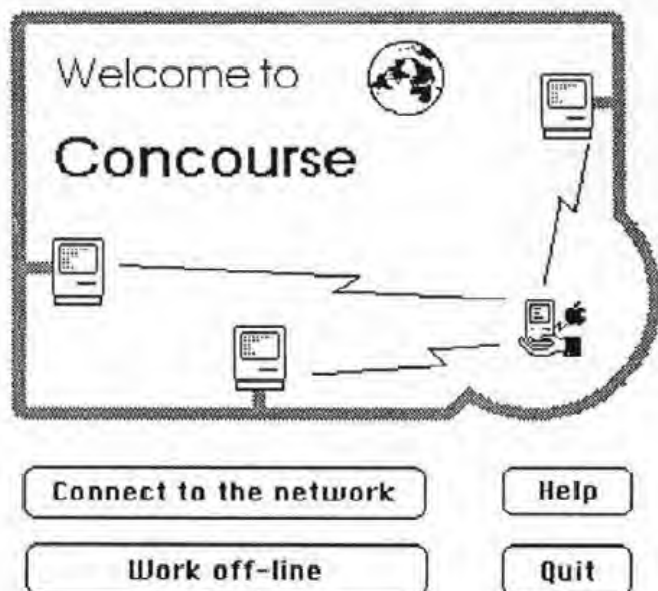 Welcome to
Concourse
Connect to the network
Help
Work off-line
Quit